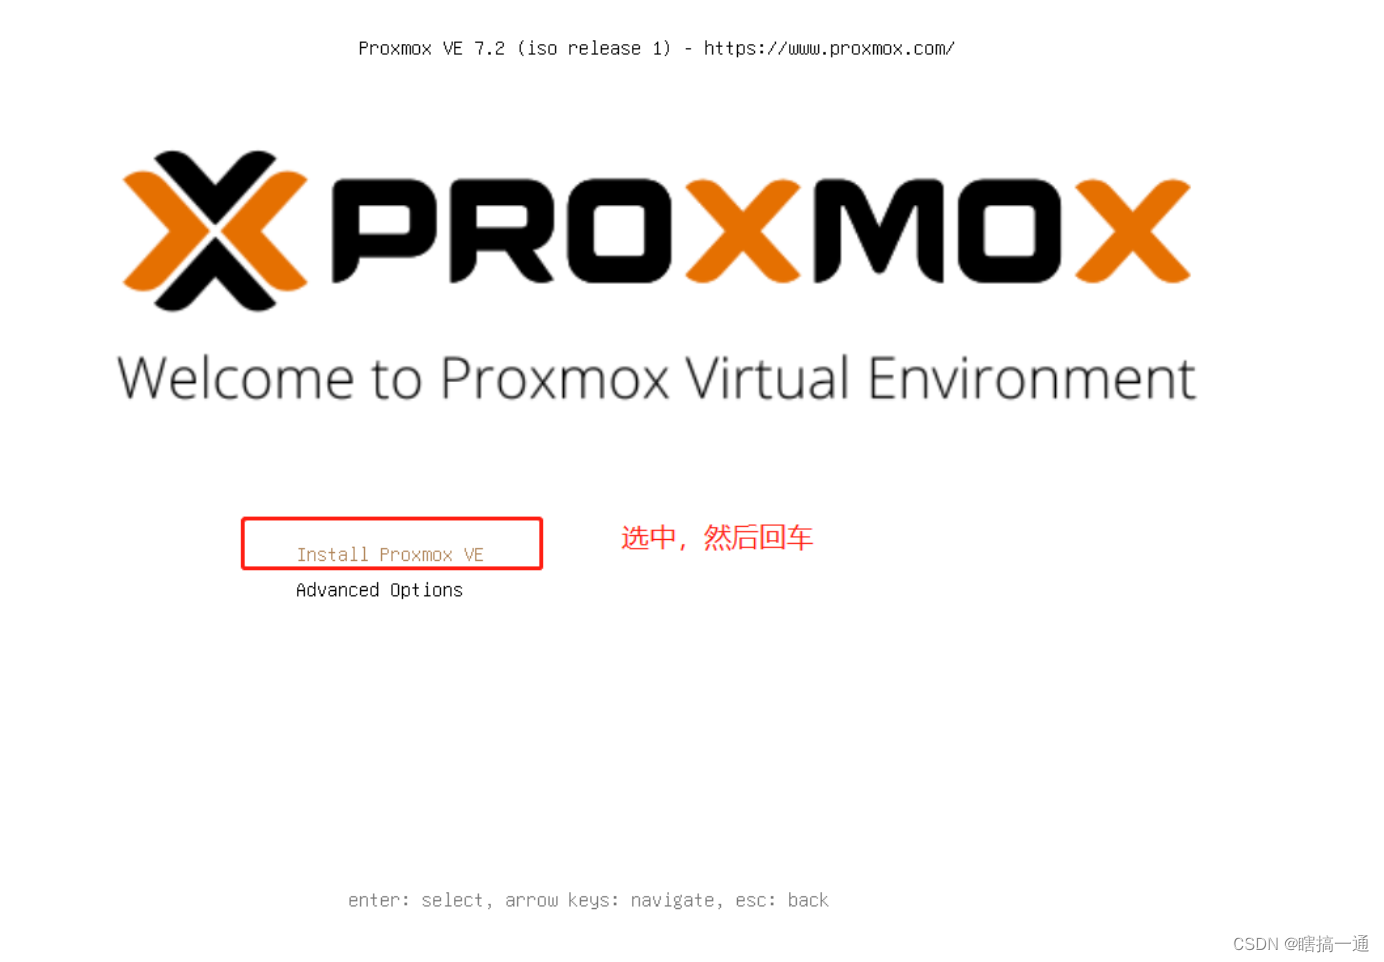 Proxmox VE 7.2 (iso release 1) - https://www.proxmox.com/
PROXMOX
Welcome to Proxmox Virtual Environment
Install Proxmox VE
选中，然后回车
Advanced Options
enter: select, arrow keys: navigate, esc: back
CSDN @瞎搞一通